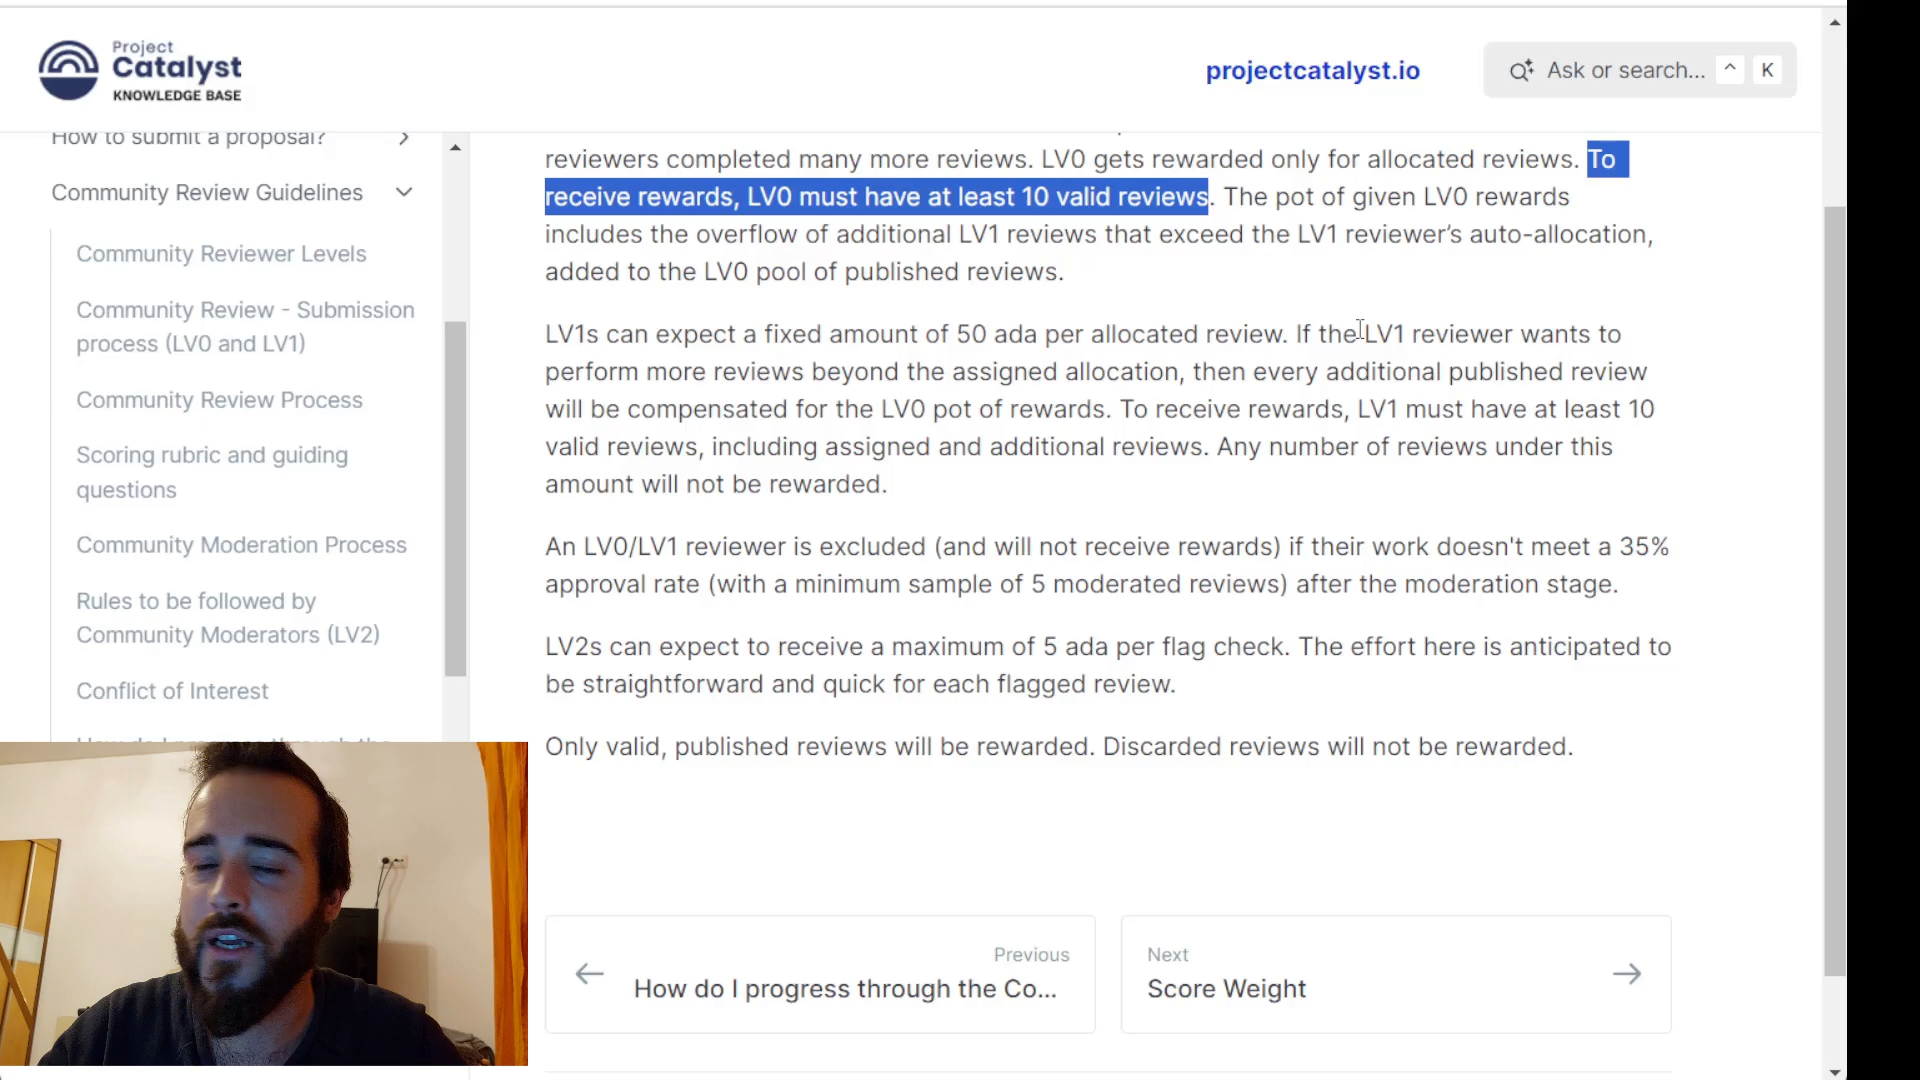 Project
Catalyst
KNOWLEDGE BASE
projectcatalyst.io
Ask or search...
^
K
How to submit a proposal?
Community Review Guidelines
Community Reviewer Levels
Community Review - Submission
process (LV0 and LV1)
Community Review Process
Scoring rubric and guiding
questions
Community Moderation Process
Rules to be followed by
Community Moderators (LV2)
Conflict of Interest
How do I progress through the
reviewers completed many more reviews. LV0 gets rewarded only for allocated reviews. To
receive rewards, LV0 must have at least 10 valid reviews. The pot of given LV0 rewards
includes the overflow of additional LV1 reviews that exceed the LV1 reviewer's auto-allocation,
added to the LV0 pool of published reviews.
LV1s can expect a fixed amount of 50 ada per allocated review. If the LV1 reviewer wants to
perform more reviews beyond the assigned allocation, then every additional published review
will be compensated for the LV0 pot of rewards. To receive rewards, LV1 must have at least 10
valid reviews, including assigned and additional reviews. Any number of reviews under this
amount will not be rewarded.
An LV0/LV1 reviewer is excluded (and will not receive rewards) if their work doesn't meet a 35%
approval rate (with a minimum sample of 5 moderated reviews) after the moderation stage.
LV2s can expect to receive a maximum of 5 ada per flag check. The effort here is anticipated to
be straightforward and quick for each flagged review.
Only valid, published reviews will be rewarded. Discarded reviews will not be rewarded.
Previous
How do I progress through the Co...
Next
Score Weight